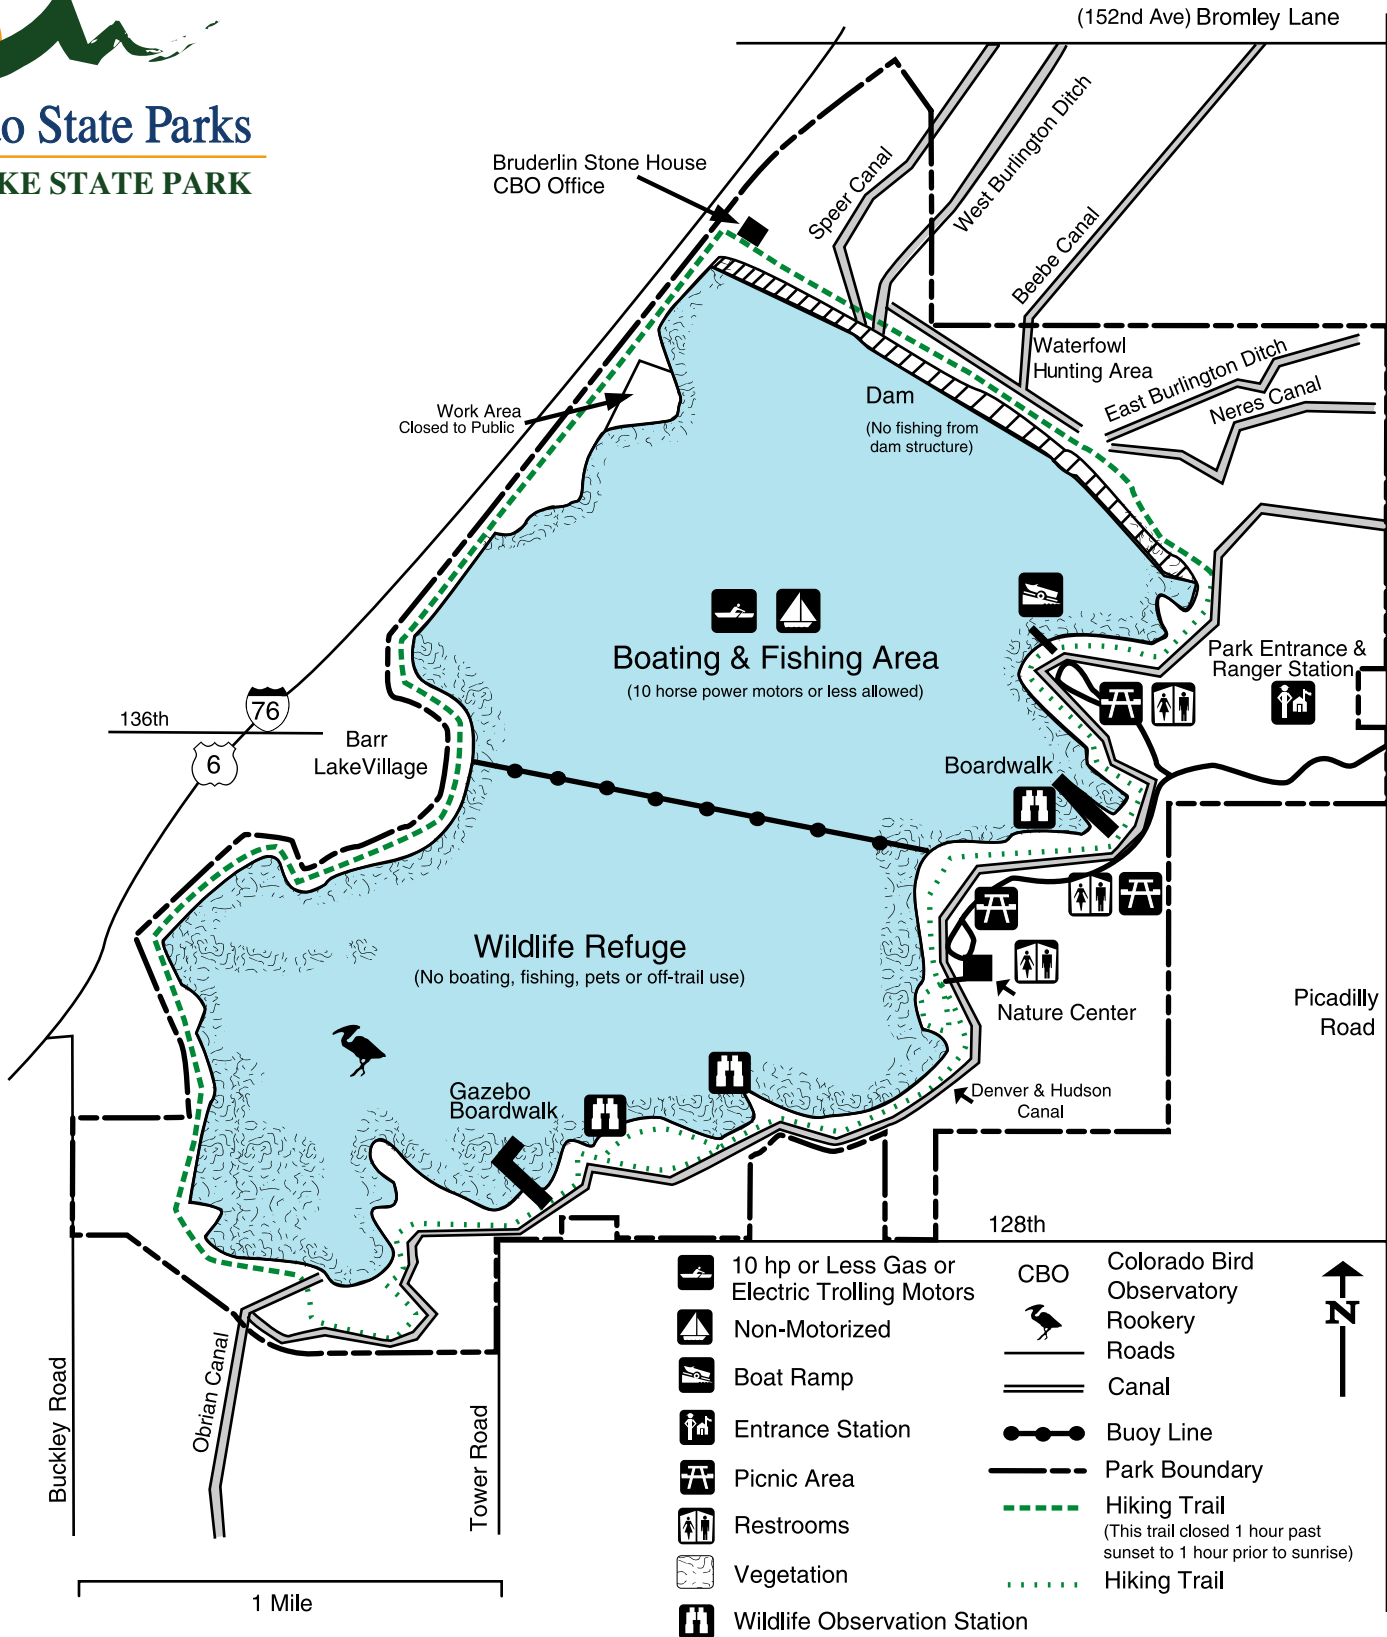 State Parks
STATE PARK
(152nd Ave) Bromley Lane
Bruderlin Stone House
CBO Office
Speer Canal
West Burlington Ditch
Beebe Canal
Waterfowl
Hunting Area
East Burlington Ditch
Neres Canal
Work Area
Closed to Public
Dam
(No fishing from
dam structure)
Boating & Fishing Area
(10 horse power motors or less allowed)
Park Entrance &
Ranger Station
76
136th
6
Barr
LakeVillage
Boardwalk
Wildlife Refuge
(No boating, fishing, pets or off-trail use)
Nature Center
Picadilly
Road
Gazebo
Boardwalk
Denver & Hudson
Canal
128th
Buckley Road
Obrian Canal
Tower Road
1 Mile
10 hp or Less Gas or
Electric Trolling Motors
Non-Motorized
Boat Ramp
Entrance Station
Picnic Area
Restrooms
Vegetation
Wildlife Observation Station
CBO
Colorado Bird
Observatory
Rookery
Roads
Canal
Buoy Line
Park Boundary
Hiking Trail
(This trail closed 1 hour past
sunset to 1 hour prior to sunrise)
Hiking Trail
N